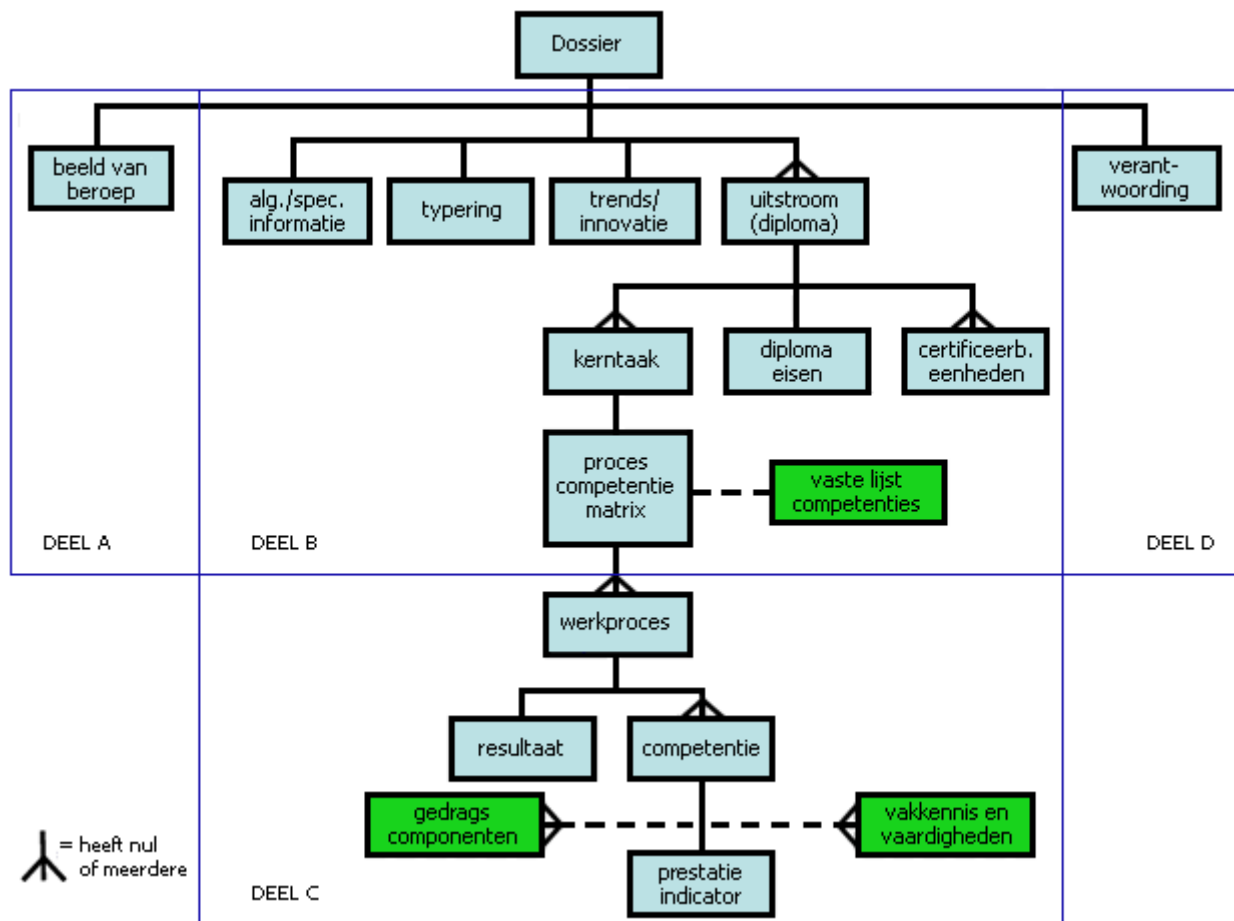 Dossier
beeld van
beroep
alg./spec.
informatie
typering
trends/
innovatie
uitstroom
(diploma)
verant-
woording
kerntaak
diploma
eisen
certificeerb.
eenheden
proces
competentie
matrix
vaste lijst
competenties
DEEL A
DEEL B
DEEL D
werkproces
resultaat
competentie
gedrags
componenten
vakkennis en
vaardigheden
= heeft nul
of meerdere
prestatie
indicator
DEEL C